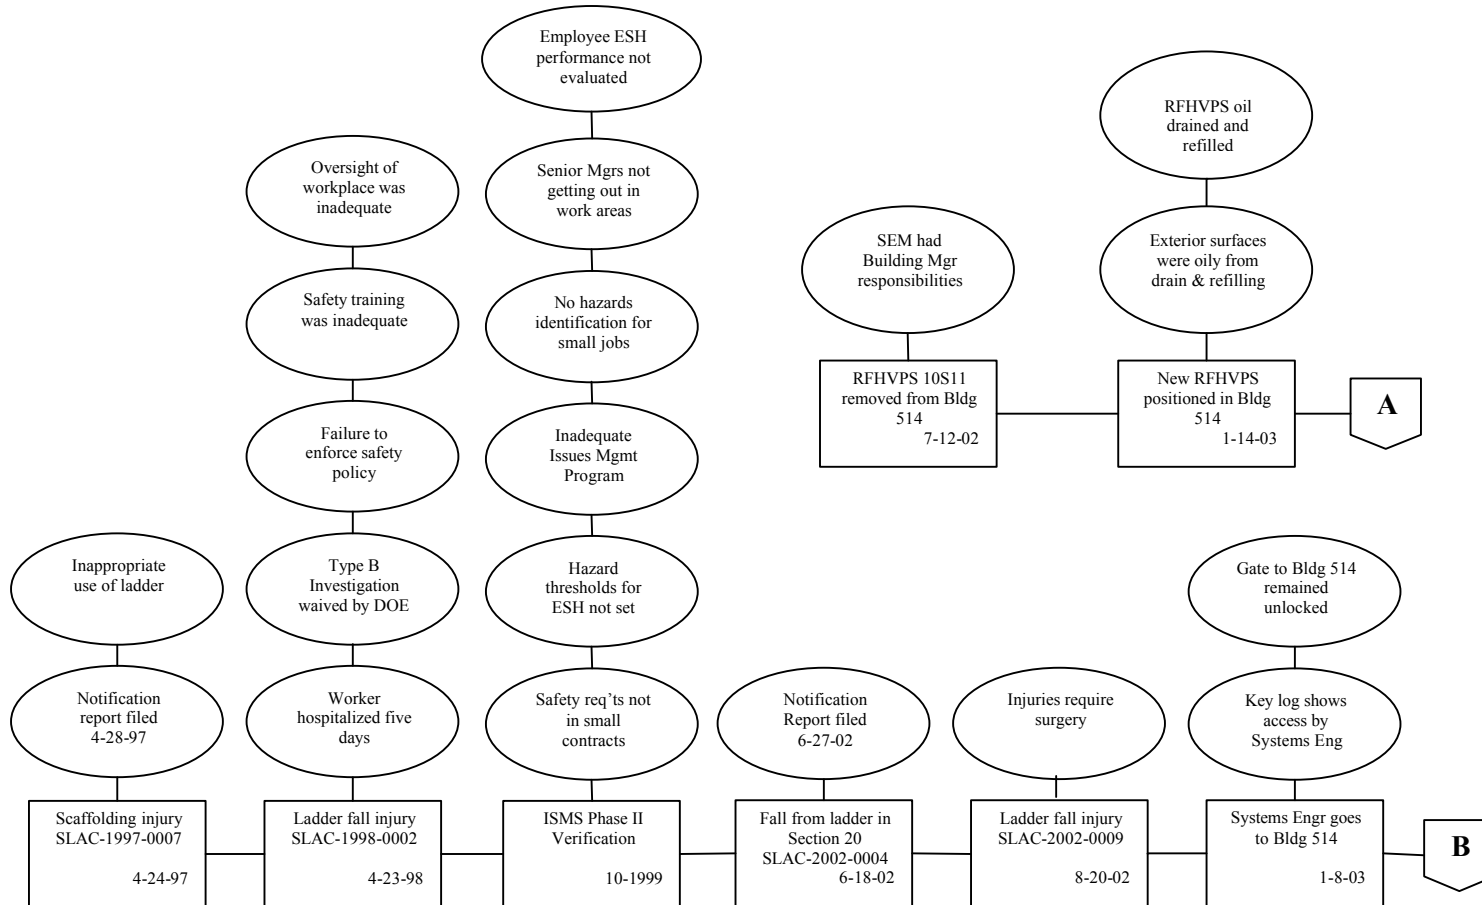 Employee ESH
performance not
evaluated
Senior Mgrs not
getting out in
work areas
No hazards
identification for
small jobs
Inadequate
Issues Mgmt
Program
Hazard
thresholds for
ESH not set
Safety req'ts not
in small
contracts
ISMS Phase II
Verification
10-1999
Oversight of
workplace was
inadequate
Safety training
was inadequate
Failure to
enforce safety
policy
Type B
Investigation
waived by DOE
Worker
hospitalized five
days
Ladder fall injury
SLAC-1998-0002
4-23-98
Inappropriate
use of ladder
Notification
report filed
4-28-97
Scaffolding injury
SLAC-1997-0007
4-24-97
SEM had
Building Mgr
responsibilities
RFHVPS 10S11
removed from Bldg
514
7-12-02
RFHVPS oil
drained and
refilled
Exterior surfaces
were oily from
drain & refilling
New RFHVPS
positioned in Bldg
514
1-14-03
A
Notification
Report filed
6-27-02
Fall from ladder in
Section 20
SLAC-2002-0004
6-18-02
Injuries require
surgery
Ladder fall injury
SLAC-2002-0009
8-20-02
Gate to Bldg 514
remained
unlocked
Key log shows
access by
Systems Eng
Systems Engr goes
to Bldg 514
1-8-03
B